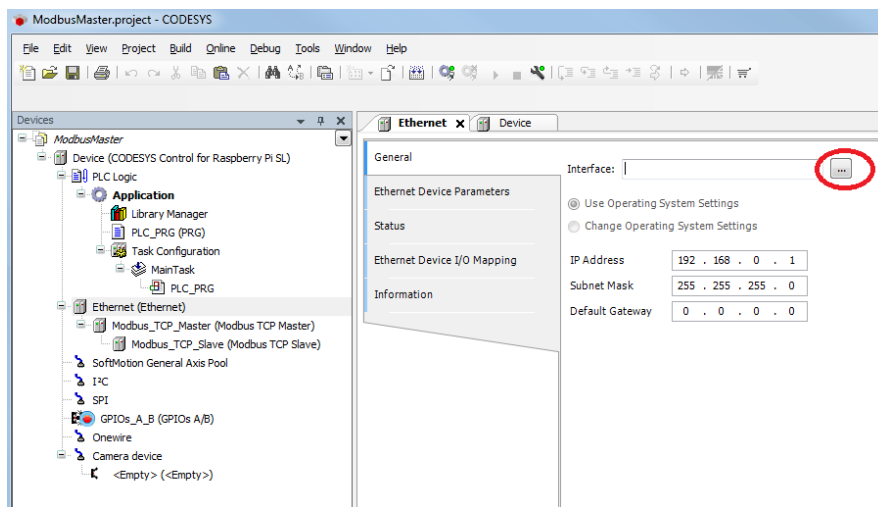 ModbusMaster.project - CODESYS
File Edit View Project Build Online Debug Tools Window Help
Devices
ModbusMaster
Device (CODESYS Control for Raspberry Pi SL)
PLC Logic
Application
Library Manager
PLC_PRG (PRG)
Task Configuration
MainTask
PLC_PRG
Ethernet (Ethernet)
Modbus_TCP_Master (Modbus TCP Master)
Modbus_TCP_Slave (Modbus TCP Slave)
SoftMotion General Axis Pool
I²C
SPI
GPIOs_A_B (GPIOs A/B)
Onewire
Camera device
<Empty> (<Empty>)
Ethernet Device
General
Ethernet Device Parameters
Status
Ethernet Device I/O Mapping
Information
Interface: ...
Use Operating System Settings
Change Operating System Settings
IP Address 192 . 168 . 0 . 1
Subnet Mask 255 . 255 . 255 . 0
Default Gateway 0 . 0 . 0 . 0